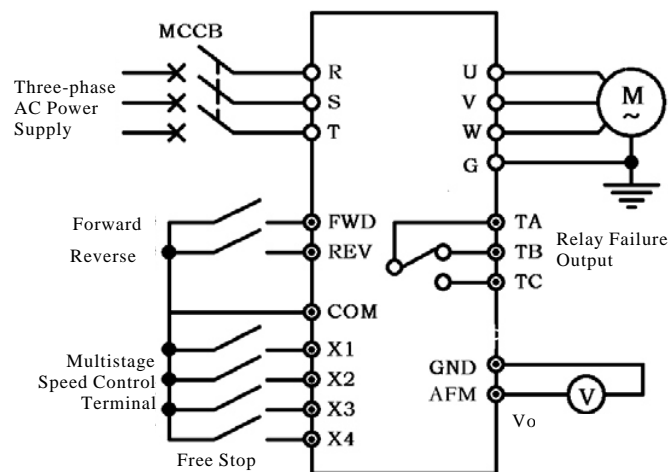 MCCB
Three-phase
AC Power
Supply
R
S
T
U
V
W
G
M
~
Forward
Reverse
FWD
REV
COM
TA
TB
TC
Relay Failure
Output
Multistage
Speed Control
Terminal
X1
X2
X3
X4
Free Stop
GND
AFM
V
Vo